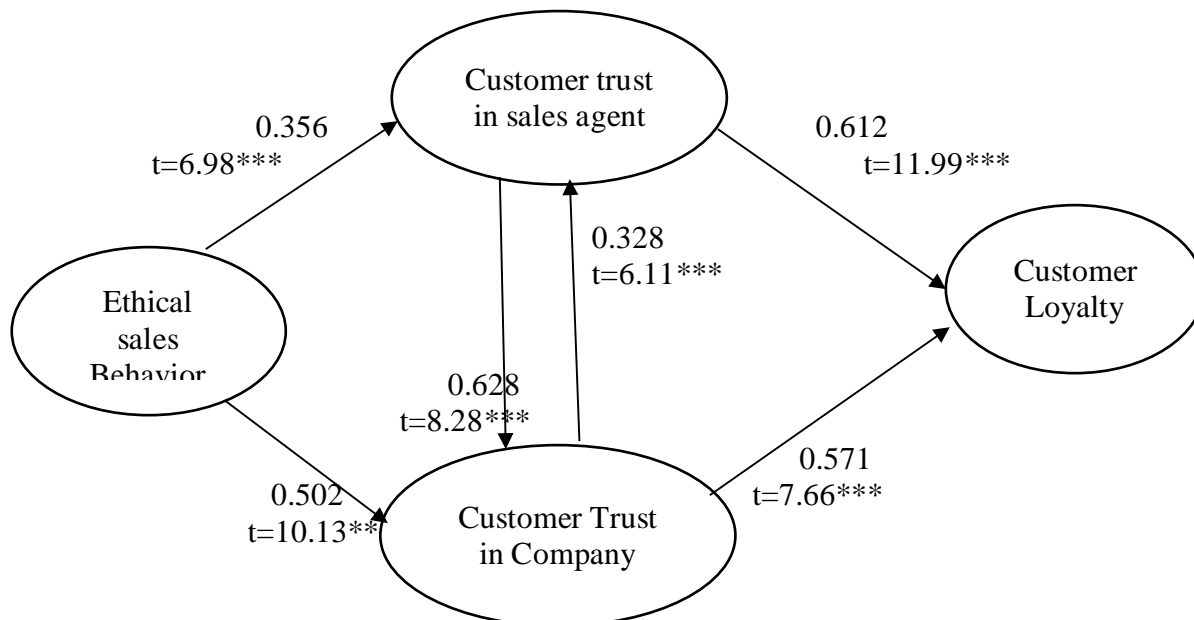 Customer trust
in sales agent
0.356
t=6.98***
0.612
t=11.99***
0.328
t=6.11***
Customer
Loyalty
Ethical
sales
Behavior
0.628
t=8.28***
0.571
t=7.66***
0.502
t=10.13**
Customer Trust
in Company